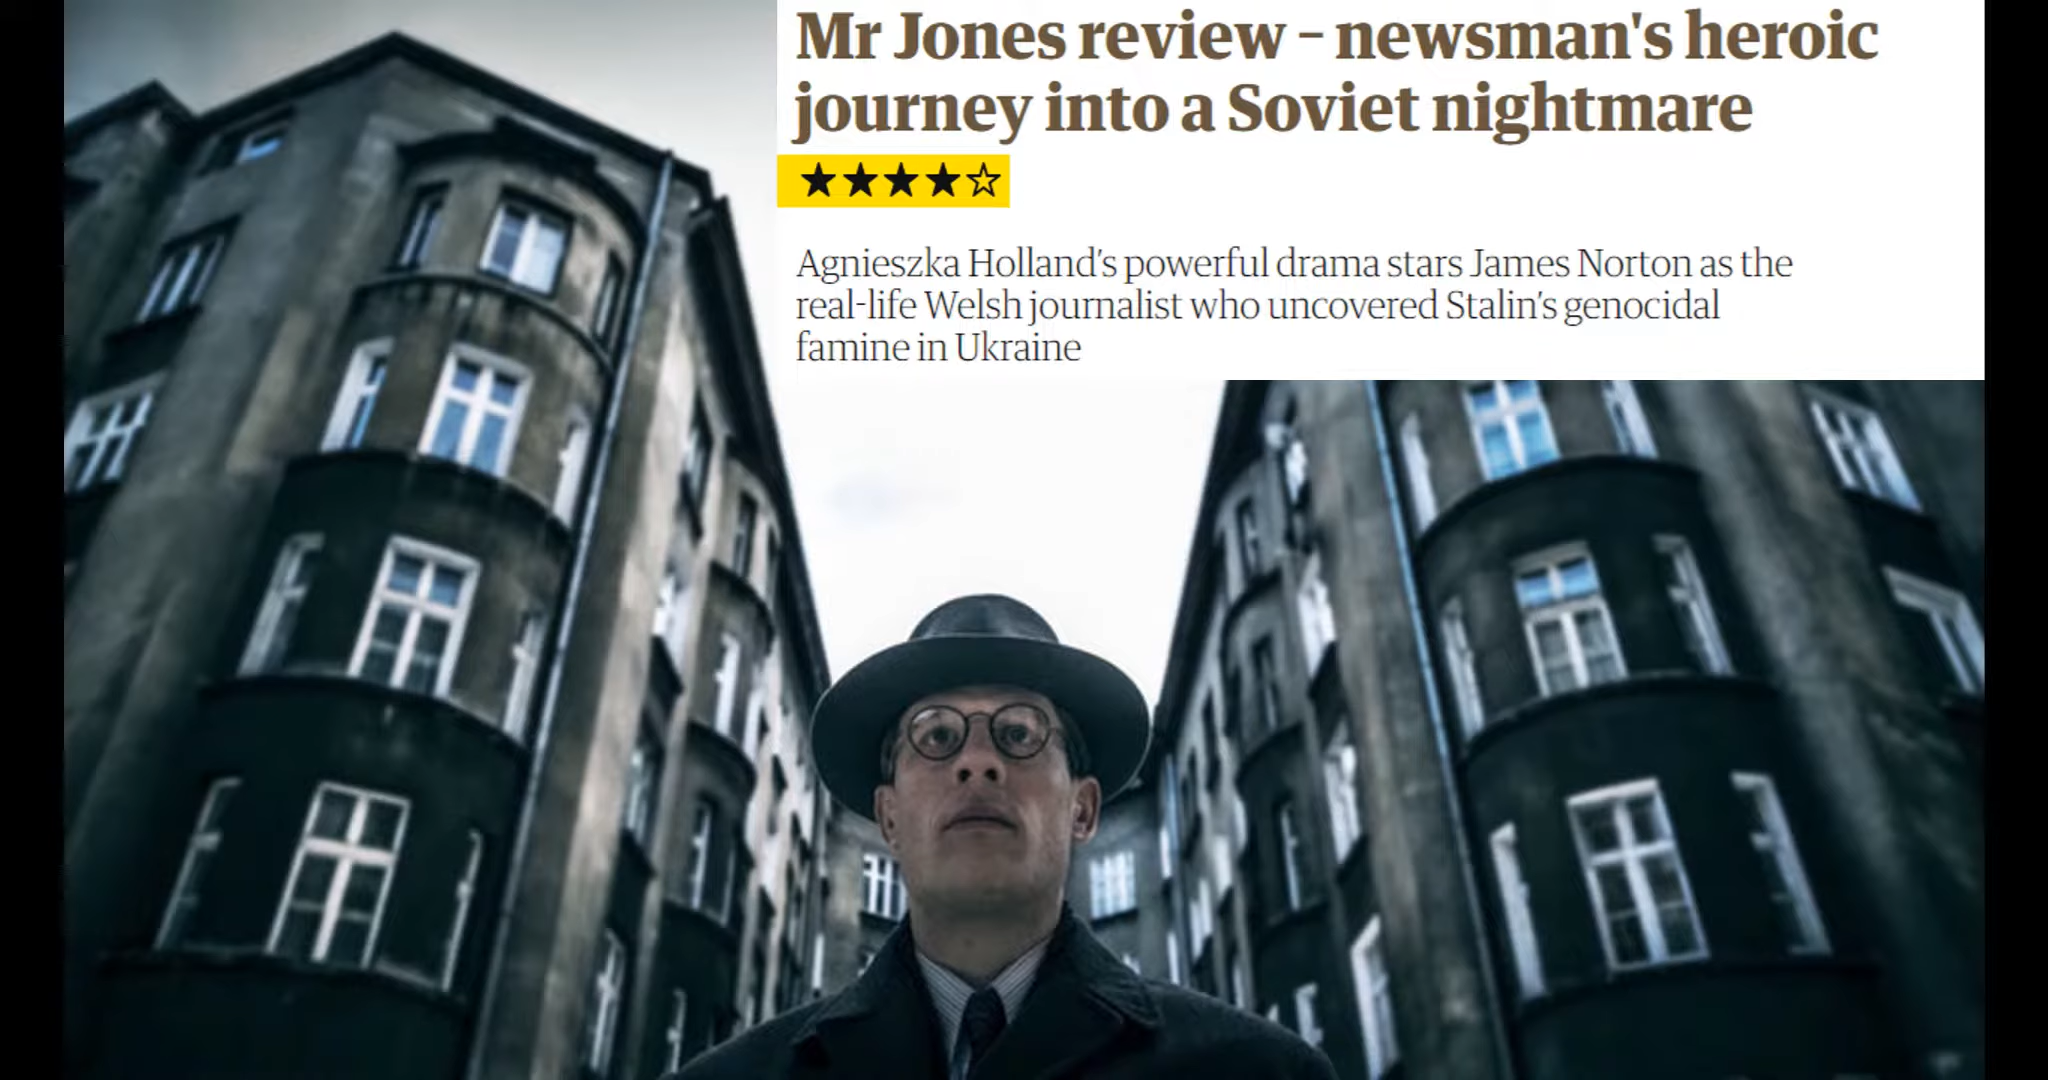 Mr Jones review – newsman's heroic
journey into a Soviet nightmare
Agnieszka Holland’s powerful drama stars James Norton as the
real-life Welsh journalist who uncovered Stalin’s genocidal
famine in Ukraine